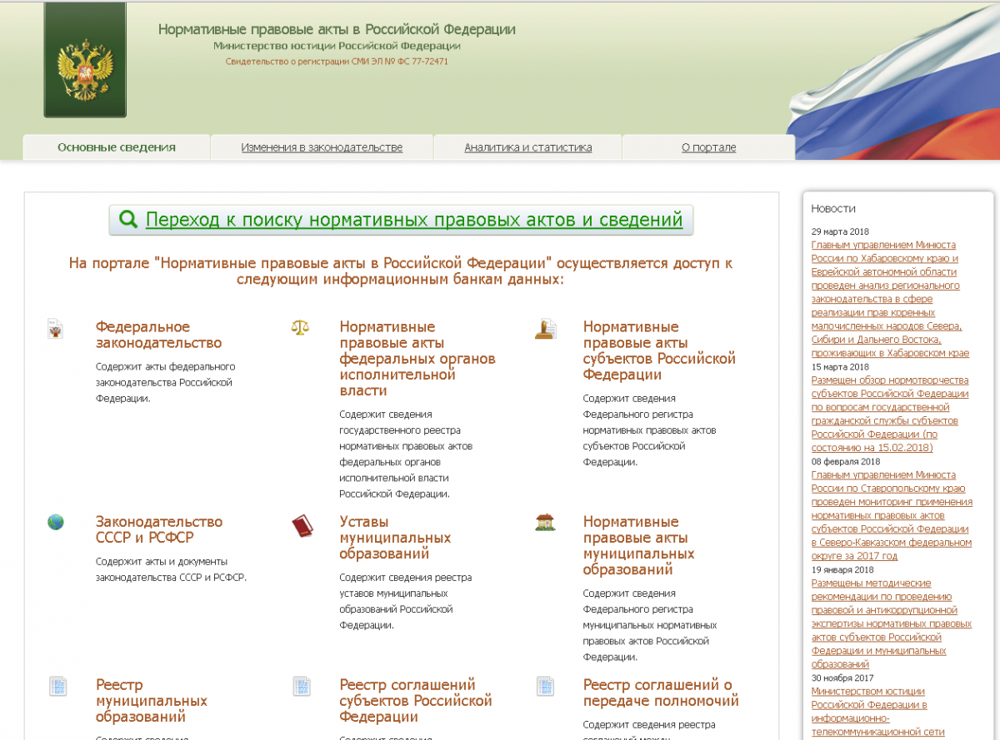 Нормативные правовые акты в Российской Федерации
Министерство юстиции Российской Федерации
Свидетельство о регистрации СМИ ЭЛ № ФС 77-72471
Основные сведения
Изменения в законодательстве
Аналитика и статистика
О портале
Переход к поиску нормативных правовых актов и сведений
На портале "Нормативные правовые акты в Российской Федерации" осуществляется доступ к
следующим информационным банкам данных:
Федеральное
законодательство
Содержит акты федерального
законодательства Российской
Федерации.
Нормативные
правовые акты
федеральных органов
исполнительной
власти
Содержит сведения
государственного реестра
нормативных правовых актов
федеральных органов
исполнительной власти
Российской Федерации.
Нормативные
правовые акты
субъектов Российской
Федерации
Содержит сведения
Федерального регистра
нормативных правовых актов
субъектов Российской
Федерации.
Законодательство
СССР и РСФСР
Содержит акты и документы
законодательства СССР и РСФСР.
Уставы
муниципальных
образований
Содержит сведения реестра
уставов муниципальных
образований Российской
Федерации.
Нормативные
правовые акты
муниципальных
образований
Содержит сведения
Федерального регистра
муниципальных нормативных
правовых актов Российской
Федерации.
Реестр
муниципальных
образований
Содержит сведения
Реестр соглашений
субъектов Российской
Федерации
Содержит сведения
Реестр соглашений о
передаче полномочий
Содержит сведения реестра
соглашений между
Новости
29 марта 2018
Главным управлением Минюста
России по Хабаровскому краю и
Еврейской автономной области
проведен анализ регионального
законодательства в сфере
реализации прав коренных
малочисленных народов Севера,
Сибири и Дальнего Востока,
проживающих в Хабаровском крае
15 марта 2018
Размещен обзор нормотворчества
субъектов Российской Федерации
по вопросам государственной
гражданской службы субъектов
Российской Федерации (по
состоянию на 15.02.2018)
08 февраля 2018
Главным управлением Минюста
России по Ставропольскому краю
проведен мониторинг применения
нормативных правовых актов
субъектов Российской Федерации
в Северо-Кавказском федеральном
округе за 2017 год
19 января 2018
Размещены методические
рекомендации по проведению
правовой и антикоррупционной
экспертизы нормативных правовых
актов субъектов Российской
Федерации и муниципальных
образований
30 ноября 2017
Министерством юстиции
Российской Федерации в
информационно-
телекоммуникационной сети